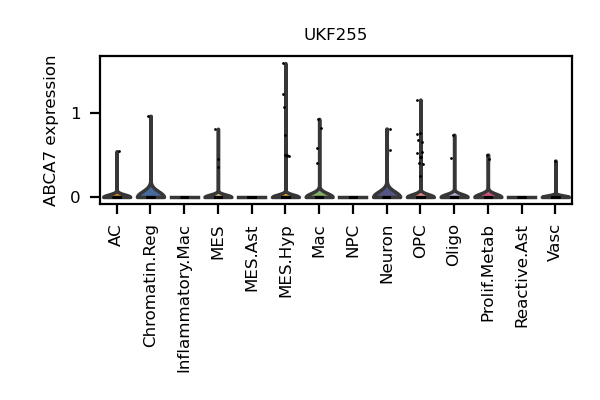 UKF255
ABCA7 expression
1
0
AC
Chromatin.Reg
Inflammatory.Mac
MES
MES.Ast
MES.Hyp
Mac
NPC
Neuron
OPC
Oligo
Prolif.Metab
Reactive.Ast
Vasc